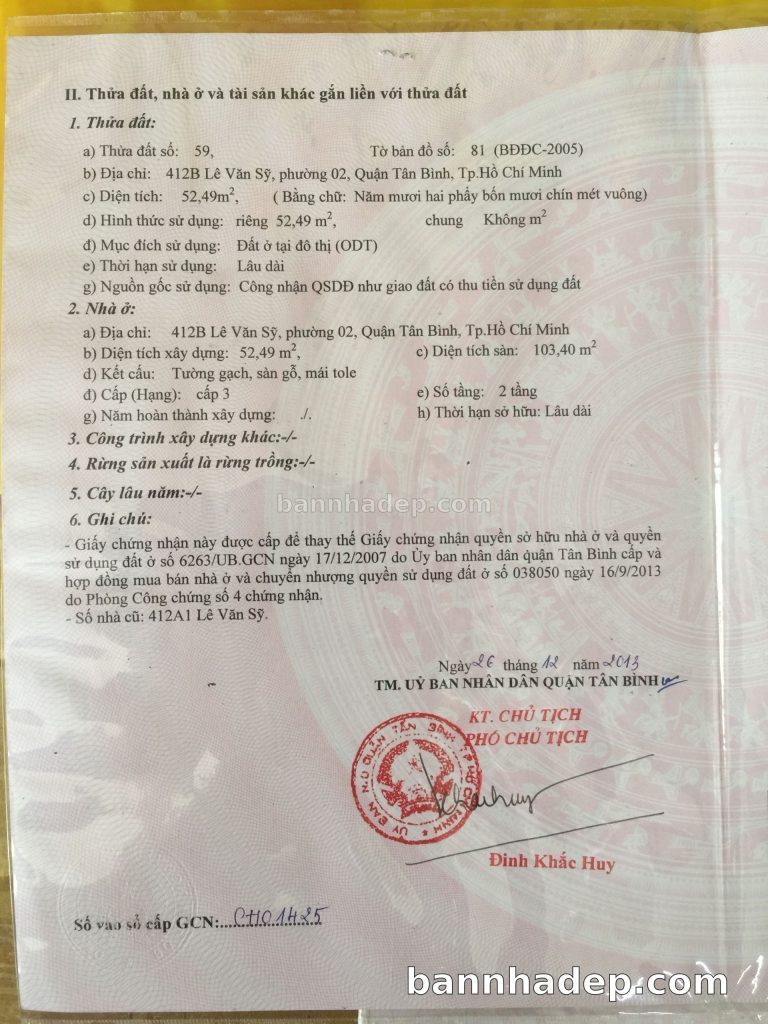 II. Thửa đất, nhà ở và tài sản khác gắn liền với thửa đất
1. Thửa đất:
a) Thửa đất số: 59, Tờ bản đồ số: 81 (BĐĐC-2005)
b) Địa chỉ: 412B Lê Văn Sỹ, phường 02, Quận Tân Bình, Tp.Hồ Chí Minh
c) Diện tích: 52,49m², ( Bằng chữ: Năm mươi hai phẩy bốn mươi chín mét vuông)
d) Hình thức sử dụng: riêng 52,49 m², chung Không m²
đ) Mục đích sử dụng: Đất ở tại đô thị (ODT)
e) Thời hạn sử dụng: Lâu dài
g) Nguồn gốc sử dụng: Công nhận QSDĐ như giao đất có thu tiền sử dụng đất
2. Nhà ở:
a) Địa chỉ: 412B Lê Văn Sỹ, phường 02, Quận Tân Bình, Tp.Hồ Chí Minh
b) Diện tích xây dựng: 52,49 m², c) Diện tích sàn: 103,40 m²
d) Kết cấu: Tường gạch, sàn gỗ, mái tole
đ) Cấp (Hạng): cấp 3 e) Số tầng: 2 tầng
g) Năm hoàn thành xây dựng: ./. h) Thời hạn sở hữu: Lâu dài
3. Công trình xây dựng khác:-/-
4. Rừng sản xuất là rừng trồng:-/-
5. Cây lâu năm:-/-
bannhadep.com
6. Ghi chú:
- Giấy chứng nhận này được cấp để thay thế Giấy chứng nhận quyền sở hữu nhà ở và quyền
sử dụng đất ở số 6263/UB.GCN ngày 17/12/2007 do Ủy ban nhân dân quận Tân Bình cấp và
hợp đồng mua bán nhà ở và chuyển nhượng quyền sử dụng đất ở số 038050 ngày 16/9/2013
do Phòng Công chứng số 4 chứng nhận.
- Số nhà cũ: 412A1 Lê Văn Sỹ.
Ngày 26 tháng 12 năm 2013
TM. UỶ BAN NHÂN DÂN QUẬN TÂN BÌNH
KT. CHỦ TỊCH
PHÓ CHỦ TỊCH
ỦY BAN N.D QUẬN TÂN BÌNH T.P HỒ CHÍ MINH
Đinh Khắc Huy
Số vào sổ cấp GCN:...CH01425
bannhadep.com